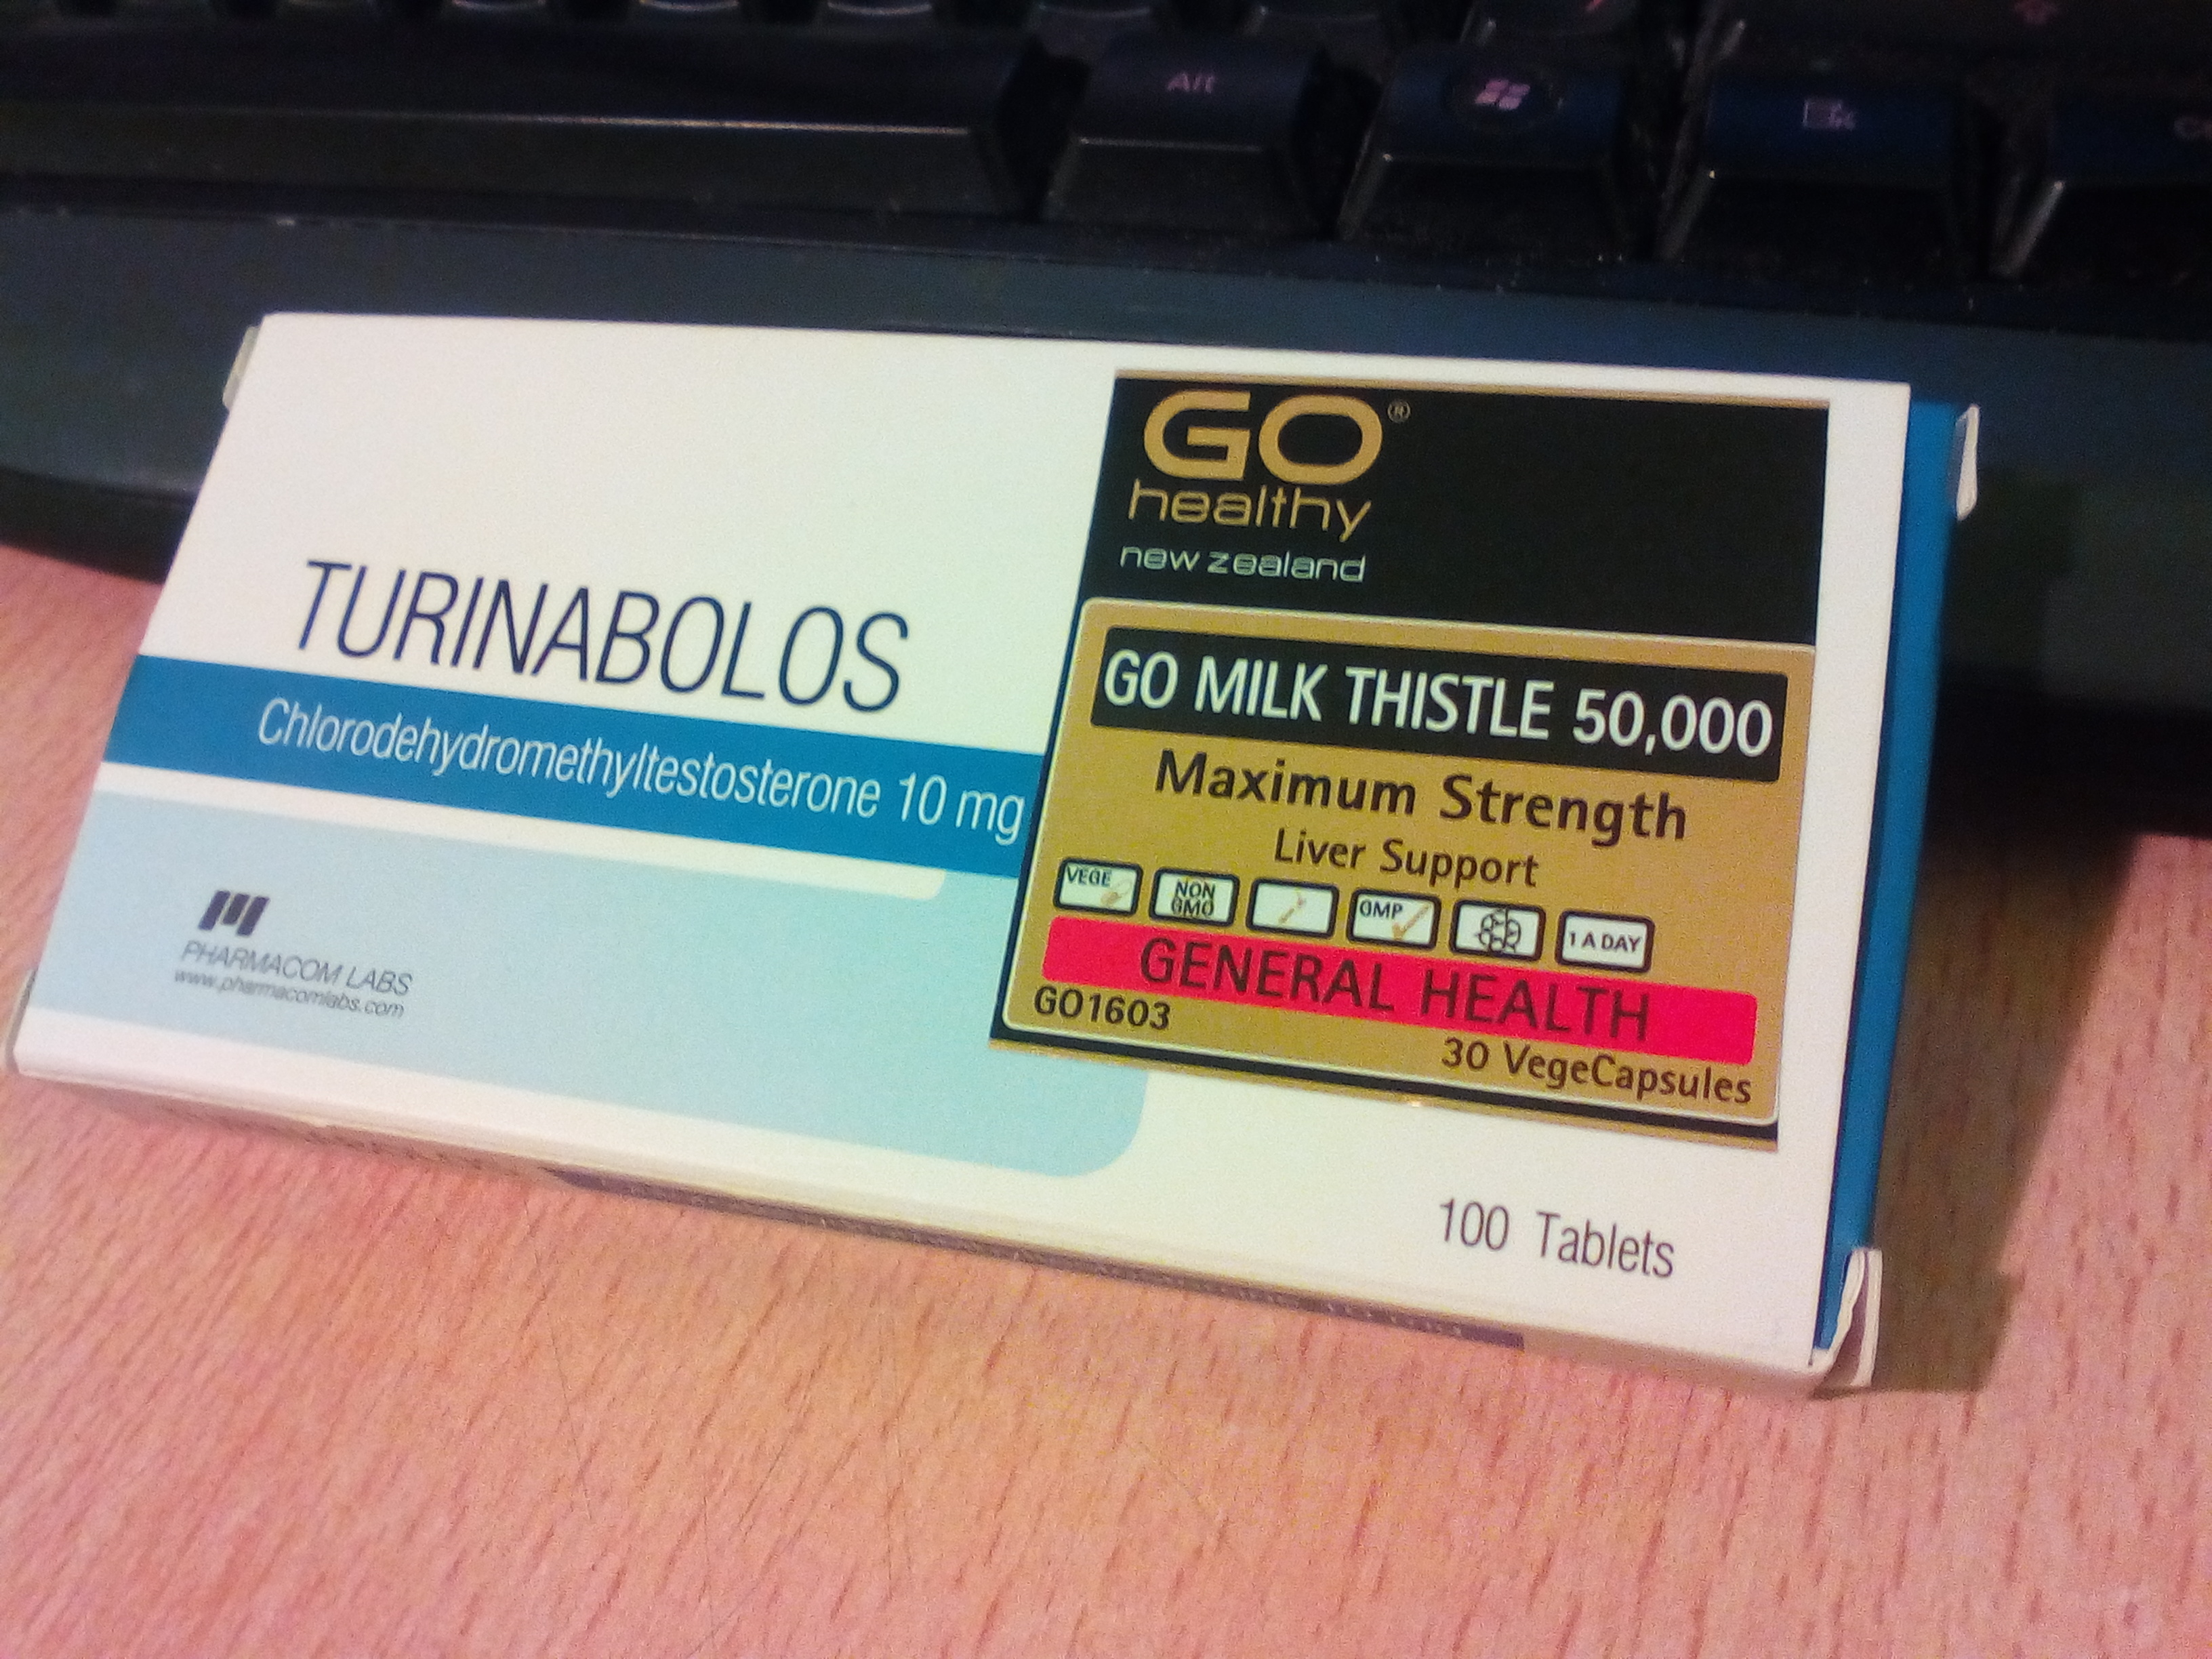 Alt
TURINABOLOS
Chlorodehydromethyltestosterone 10 mg
PHARMACOM LABS
www.pharmacomlabs.com
GO®
healthy
new zealand
GO MILK THISTLE 50,000
Maximum Strength
Liver Support
VEGE
NON
GMO
GMP
1 A DAY
GENERAL HEALTH
GO1603
30 VegeCapsules
100 Tablets